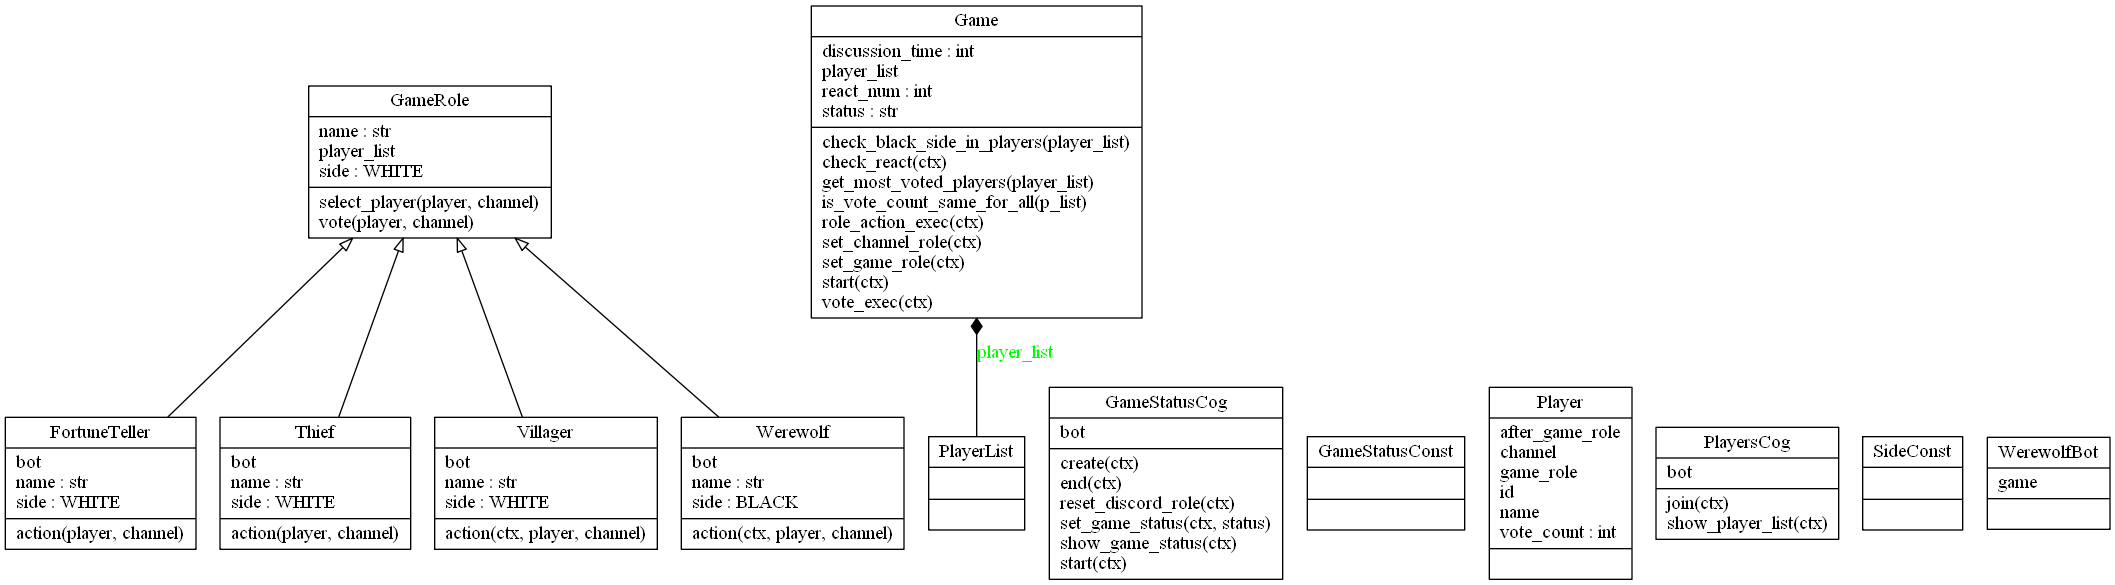 Game
discussion_time : int
player_list
react_num : int
status : str
check_black_side_in_players(player_list)
check_react(ctx)
get_most_voted_players(player_list)
is_vote_count_same_for_all(p_list)
role_action_exec(ctx)
set_channel_role(ctx)
set_game_role(ctx)
start(ctx)
vote_exec(ctx)
GameRole
name : str
player_list
side : WHITE
select_player(player, channel)
vote(player, channel)
player_list
FortuneTeller
bot
name : str
side : WHITE
action(player, channel)
Thief
bot
name : str
side : WHITE
action(player, channel)
Villager
bot
name : str
side : WHITE
action(ctx, player, channel)
Werewolf
bot
name : str
side : BLACK
action(ctx, player, channel)
PlayerList
GameStatusCog
bot
create(ctx)
end(ctx)
reset_discord_role(ctx)
set_game_status(ctx, status)
show_game_status(ctx)
start(ctx)
GameStatusConst
Player
after_game_role
channel
game_role
id
name
vote_count : int
PlayersCog
bot
join(ctx)
show_player_list(ctx)
SideConst
WerewolfBot
game